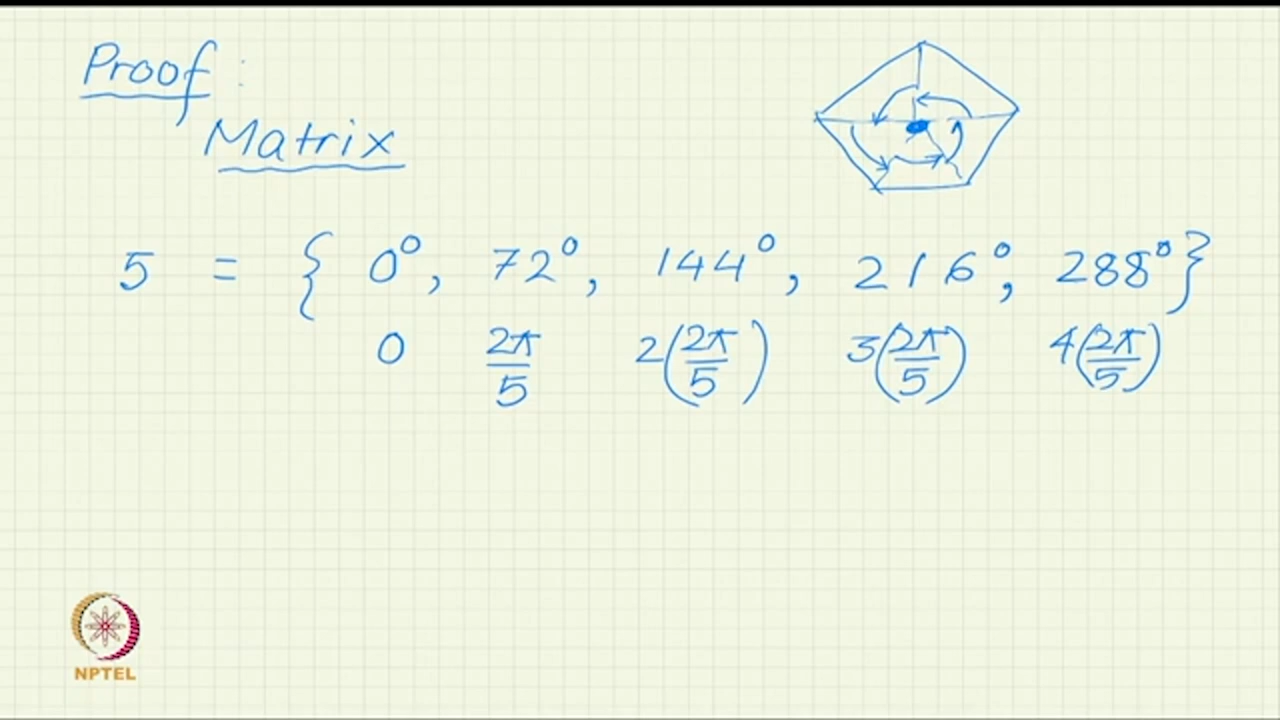 Proof :
Matrix
5 = { 0°, 72°, 144°, 216°, 288° }
0 2π/5 2(2π/5) 3(2π/5) 4(2π/5)
NPTEL